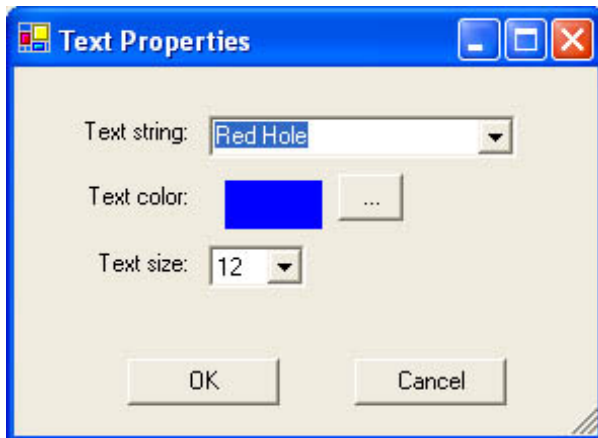 Text Properties
Text string: Red Hole
Text color: ...
Text size: 12
OK Cancel